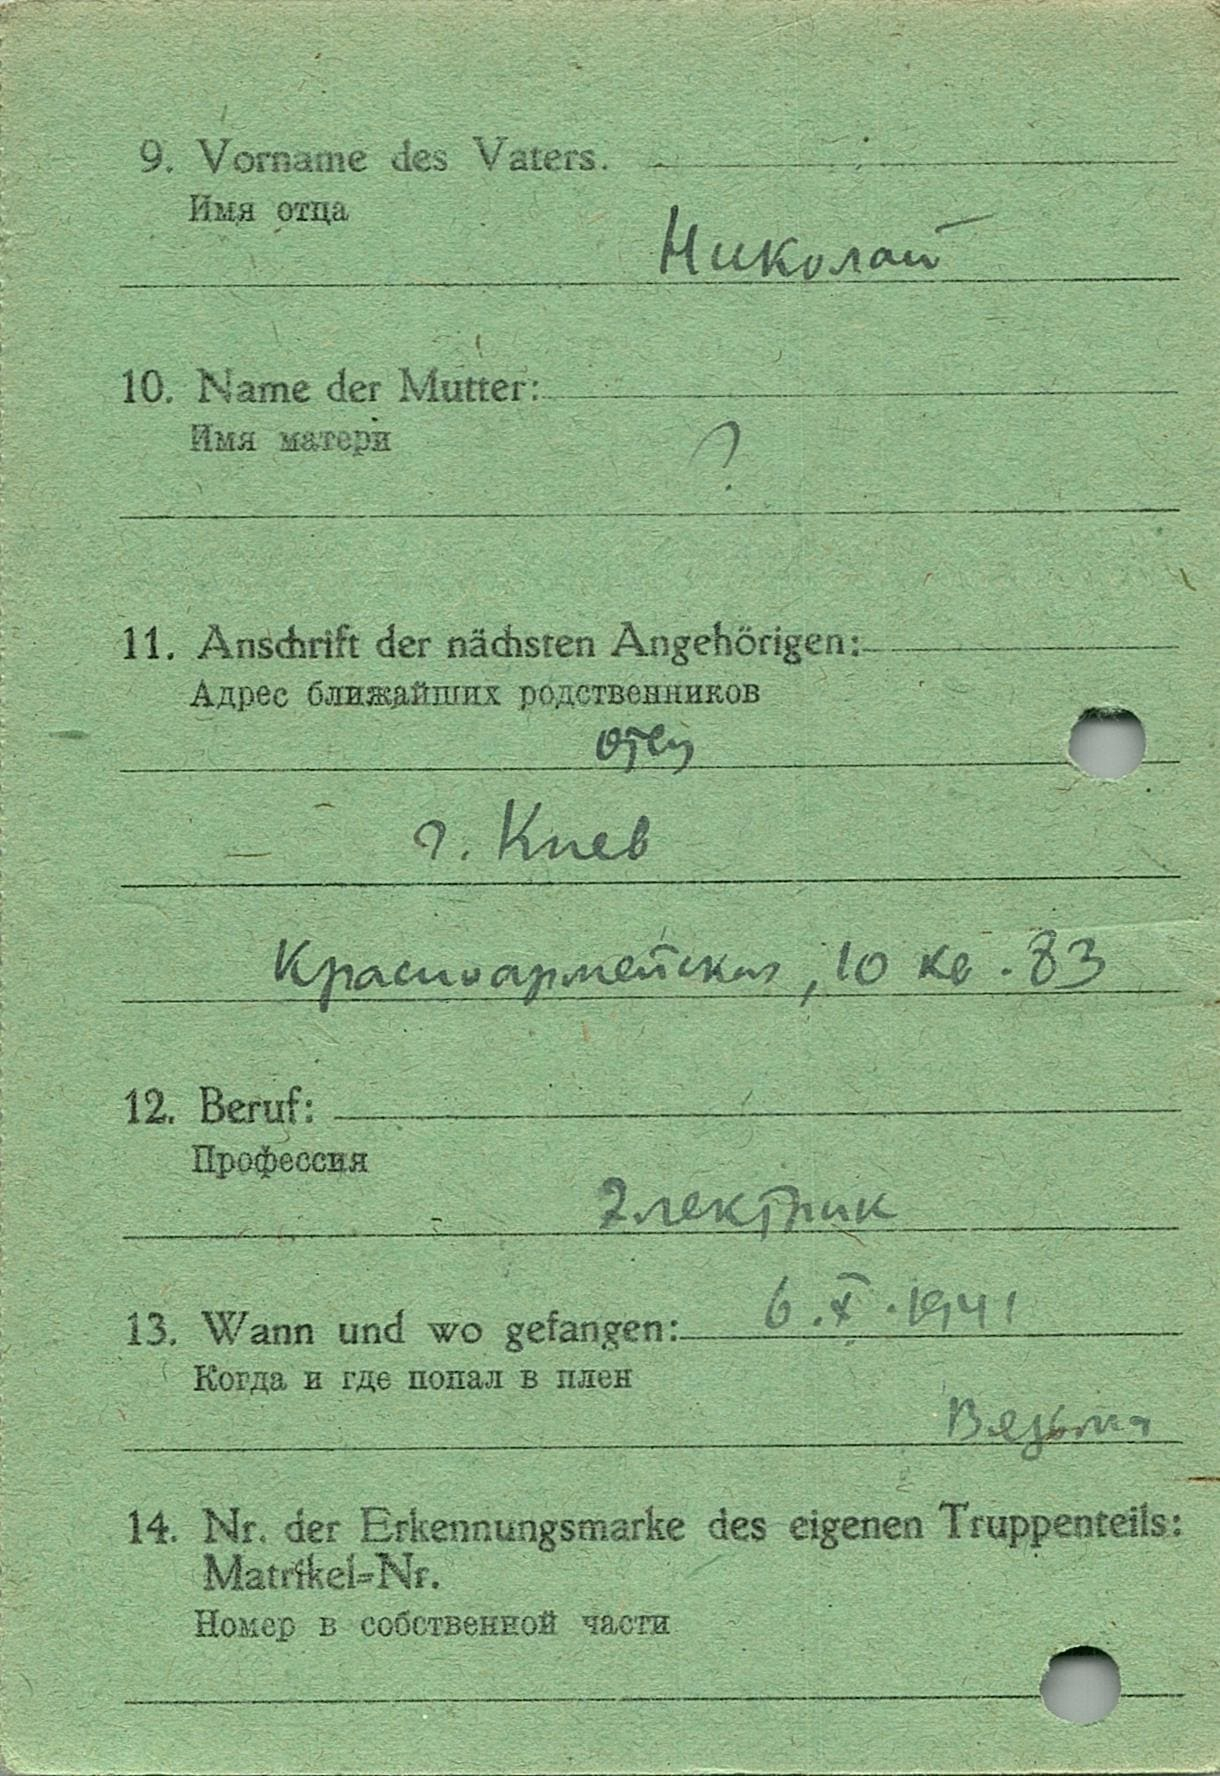 9. Vorname des Vaters.
Имя отца
Николай
10. Name der Mutter:
Имя матери
?
11. Anschrift der nächsten Angehörigen:
Адрес ближайших родственников
отец
г. Киев
Красноармейская, 10 кв. 83
12. Beruf:
Профессия
Электрик
13. Wann und wo gefangen: 6.X.1941
Когда и где попал в плен
Вязьма
14. Nr. der Erkennungsmarke des eigenen Truppenteils:
Matrikel=Nr.
Номер в собственной части